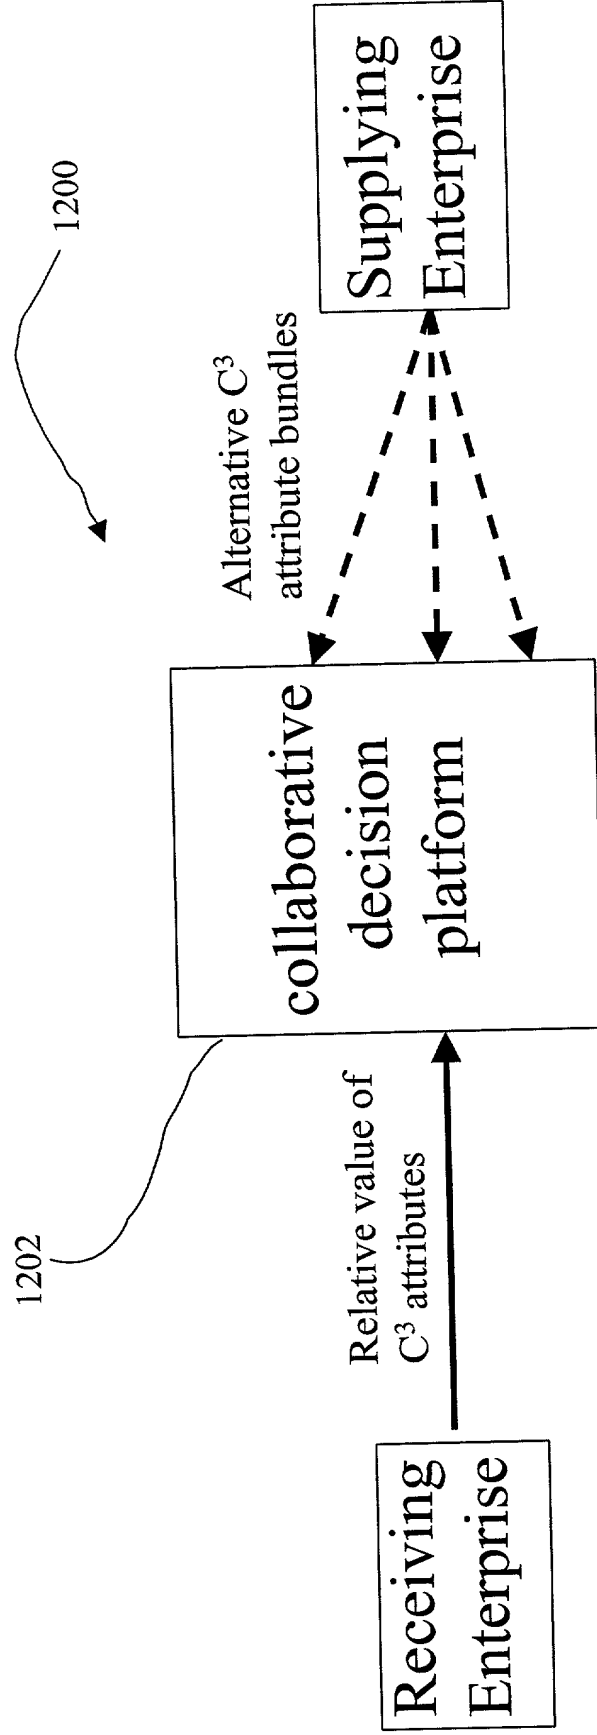 1200
1202
Receiving
Enterprise
Relative value of
C³ attributes
collaborative
decision
platform
Alternative C³
attribute bundles
Supplying
Enterprise